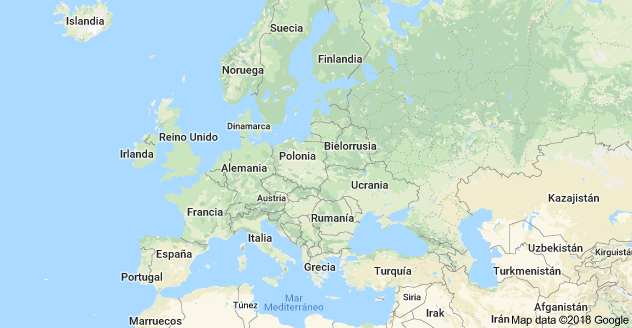 Islandia
Suecia
Finlandia
Noruega
Dinamarca
Reino Unido
Irlanda
Bielorrusia
Polonia
Alemania
Ucrania
Austria
Kazajistán
Francia
Rumanía
Italia
Uzbekistán
España
Kirguistán
Grecia
Turquía
Turkmenistán
Portugal
Mar
Mediterráneo
Siria
Túnez
Afganistán
Irak
Irán
Marruecos
Map data ©2018 Google